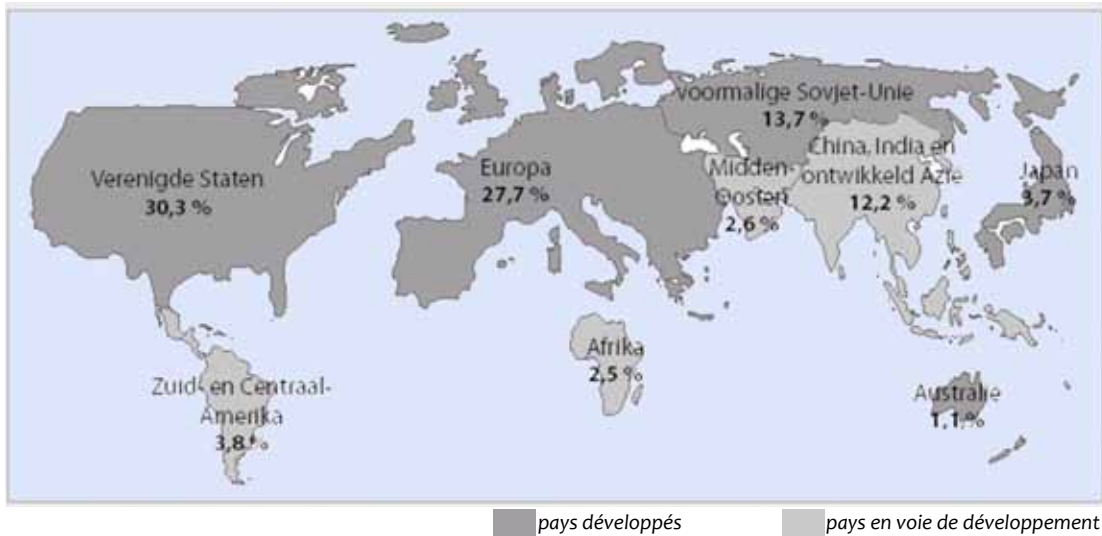 Voormalige Sovjet-Unie
13,7 %
Verenigde Staten
30,3 %
Europa
27,7 %
Midden-
Oosten
2,6 %
China, India en
ontwikkeld Azië
12,2 %
Japan
3,7 %
Zuid- en Centraal-
Amerika
3,8 %
Afrika
2,5 %
Australië
1,1 %
pays développés
pays en voie de développement